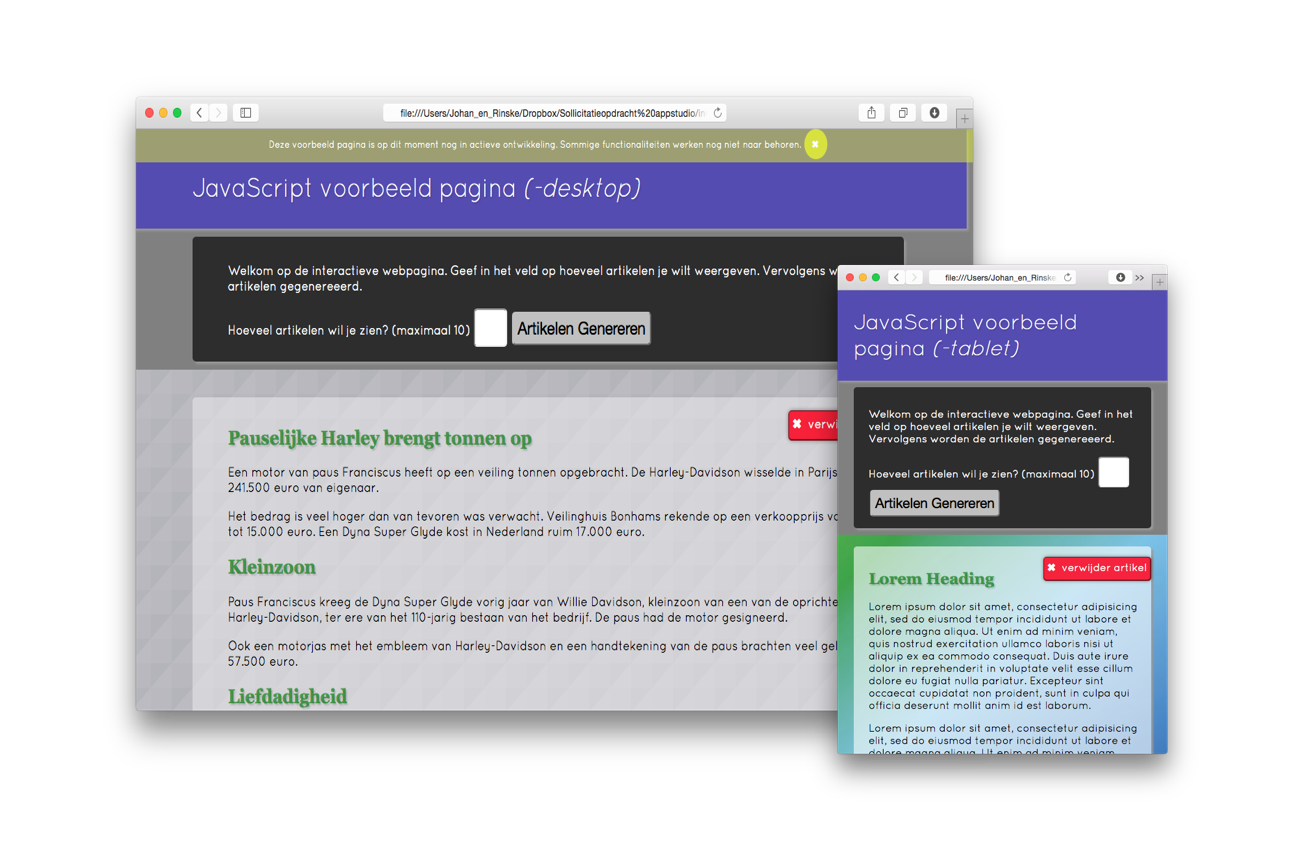 file:///Users/Johan_en_Rinske/Dropbox/Sollicitatieopdracht%20appstudio/in
Deze voorbeeld pagina is op dit moment nog in actieve ontwikkeling. Sommige functionaliteiten werken nog niet naar behoren.
JavaScript voorbeeld pagina (-desktop)
Welkom op de interactieve webpagina. Geef in het veld op hoeveel artikelen je wilt weergeven. Vervolgens w
artikelen gegenereeerd.
Hoeveel artikelen wil je zien? (maximaal 10)
Artikelen Genereren
✖ verwi
Pauselijke Harley brengt tonnen op
Een motor van paus Franciscus heeft op een veiling tonnen opgebracht. De Harley-Davidson wisselde in Parijs
241.500 euro van eigenaar.
Het bedrag is veel hoger dan van tevoren was verwacht. Veilinghuis Bonhams rekende op een verkoopprijs va
tot 15.000 euro. Een Dyna Super Glyde kost in Nederland ruim 17.000 euro.
Kleinzoon
Paus Franciscus kreeg de Dyna Super Glyde vorig jaar van Willie Davidson, kleinzoon van een van de oprichte
Harley-Davidson, ter ere van het 110-jarig bestaan van het bedrijf. De paus had de motor gesigneerd.
Ook een motorjas met het embleem van Harley-Davidson en een handtekening van de paus brachten veel gel
57.500 euro.
Liefdadigheid
file:///Users/Johan_en_Rinske
JavaScript voorbeeld
pagina (-tablet)
Welkom op de interactieve webpagina. Geef in het
veld op hoeveel artikelen je wilt weergeven.
Vervolgens worden de artikelen gegenereeerd.
Hoeveel artikelen wil je zien? (maximaal 10)
Artikelen Genereren
✖ verwijder artikel
Lorem Heading
Lorem ipsum dolor sit amet, consectetur adipisicing
elit, sed do eiusmod tempor incididunt ut labore et
dolore magna aliqua. Ut enim ad minim veniam,
quis nostrud exercitation ullamco laboris nisi ut
aliquip ex ea commodo consequat. Duis aute irure
dolor in reprehenderit in voluptate velit esse cillum
dolore eu fugiat nulla pariatur. Excepteur sint
occaecat cupidatat non proident, sunt in culpa qui
officia deserunt mollit anim id est laborum.
Lorem ipsum dolor sit amet, consectetur adipisicing
elit, sed do eiusmod tempor incididunt ut labore et
dolore magna aliqua. Ut enim ad minim veniam,